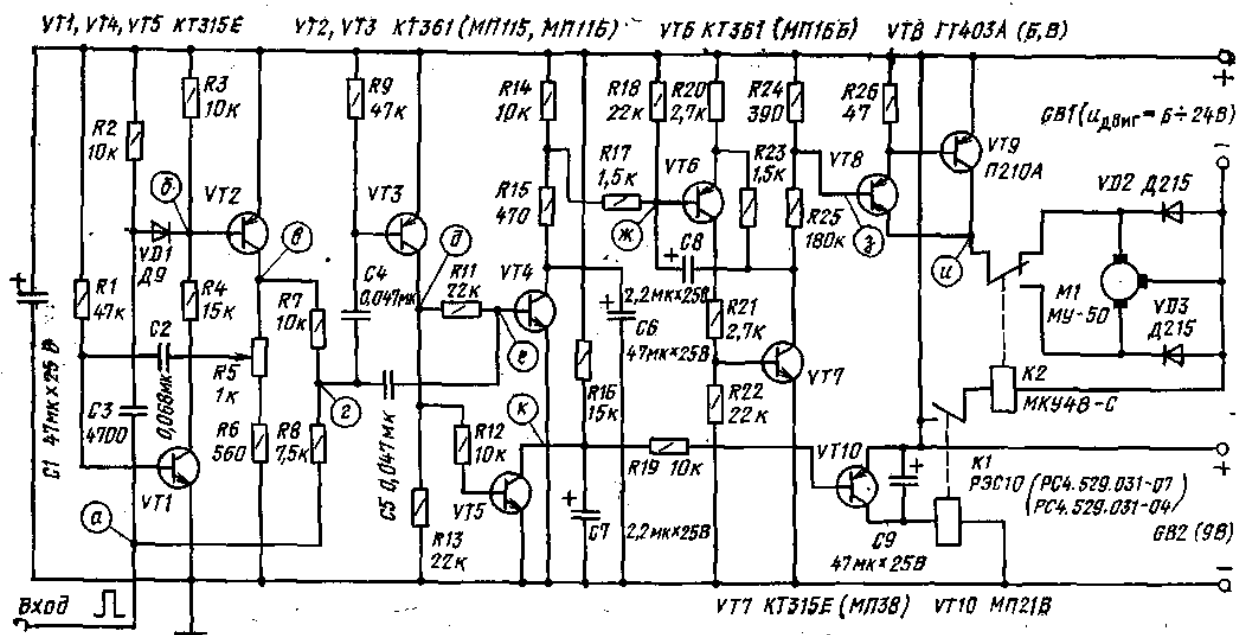 VT1, VT4, VT5 КТ315Е
VT2, VT3 КТ361 (МП115, МП11Б)
VT6 КТ361 (МП16Б)
VT8 ГТ403А (Б,В)
R3
10к
R2
10к
б
VT2
VD1
Д9
в
R1
47к
R4
15к
R7
10к
C2
0,068мк
R5
1к
C3
4700
C1 47мк×25 В
R6
560
R8
7,5к
г
VT1
а
Вход
R9
47к
VT3
д
C4
0,047мк
R11
22к
е
C5 0,047мк
R12
10к
R13
22к
VT5
VT4
R14
10к
R15
470
R17
1,5к
R18
22к
R20
2,7к
VT6
ж
C8
2,2мк×25В
C6
47мк×25В
R16
15к
к
R19 10к
C7
2,2мк×25В
R21
2,7к
R22
22к
VT7
R23
1,5к
R24
390
R25
180к
R26
47
VT8
з
VT9
П210А
и
GB1 (Uдвиг = 6÷24В)
+
−
VD2 Д215
M1
МУ-50
VD3
Д215
K2
МКУ48-С
VT10
C9
47мк×25В
K1
РЭС10 (РС4.529.031-07
РС4.529.031-04)
+
GB2 (9В)
−
VT7 КТ315Е (МП38)
VT10 МП21В